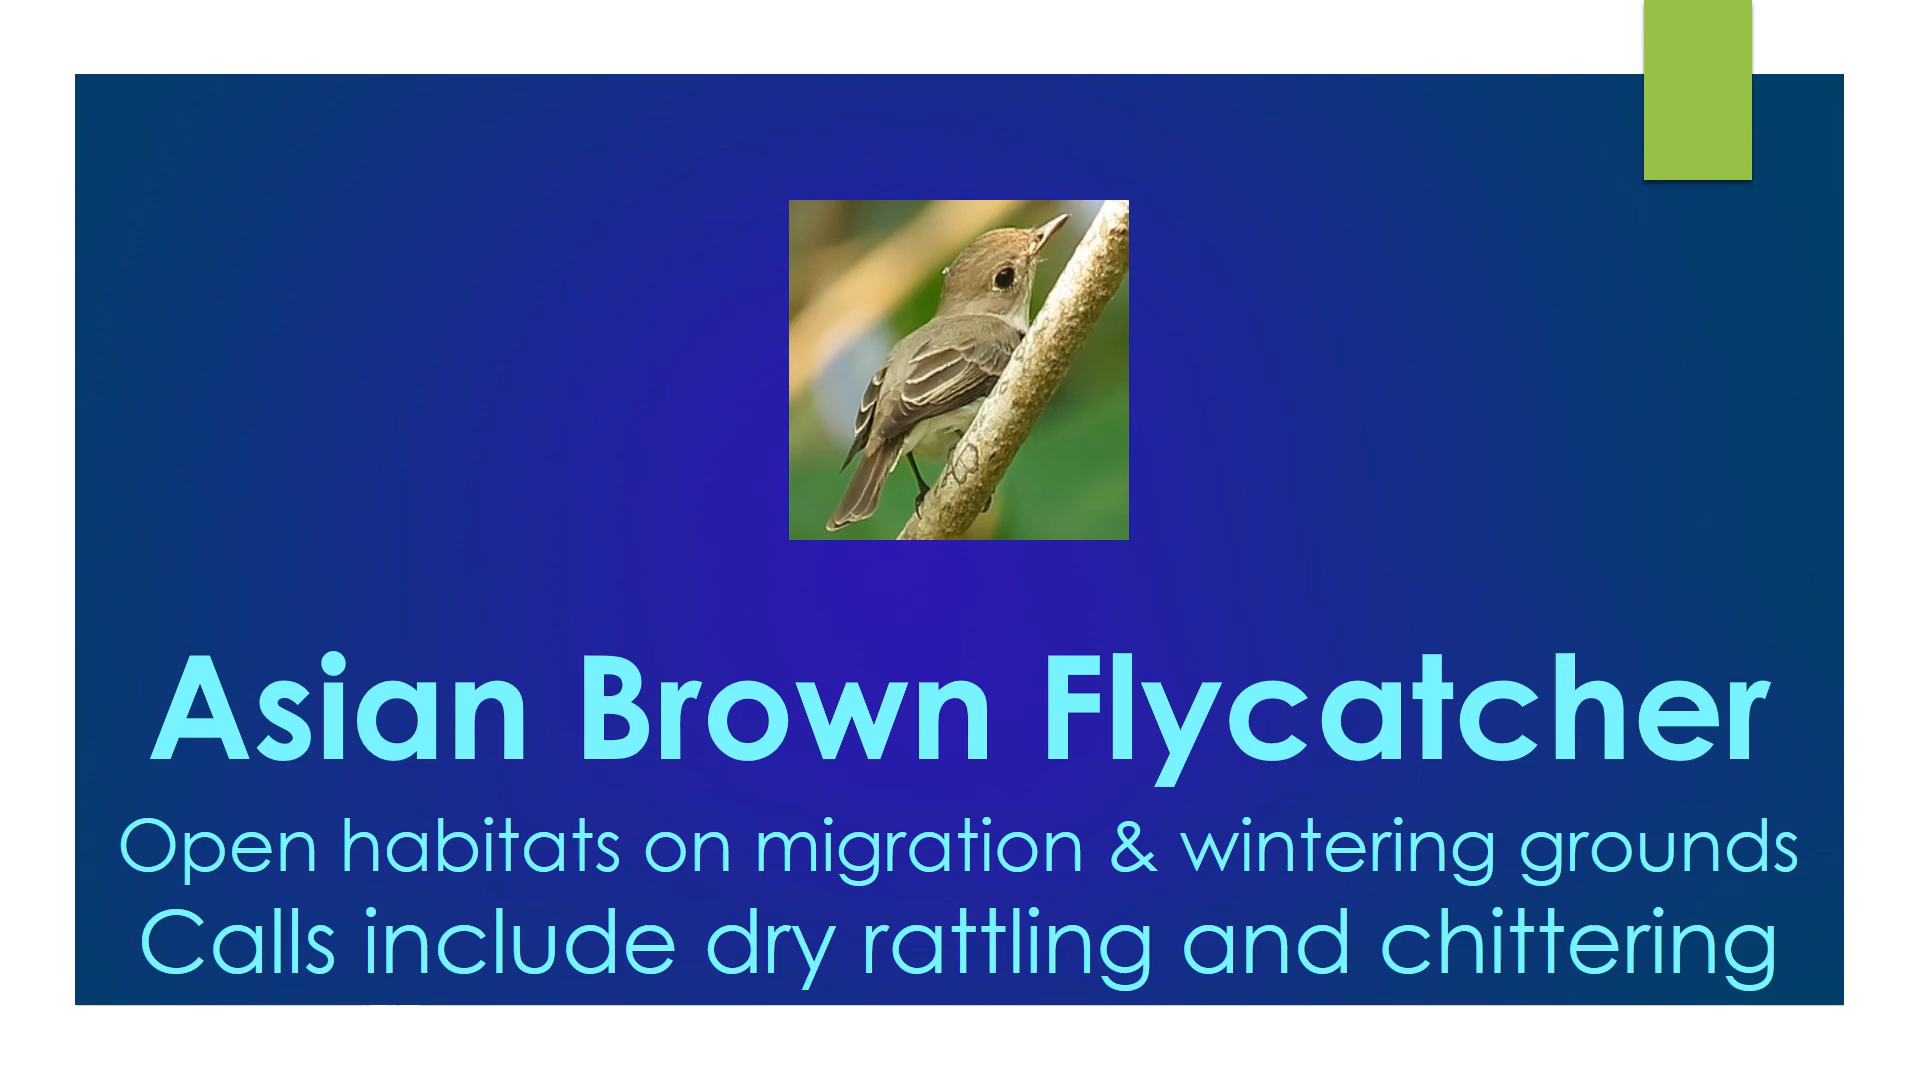 Asian Brown Flycatcher
Open habitats on migration & wintering grounds
Calls include dry rattling and chittering